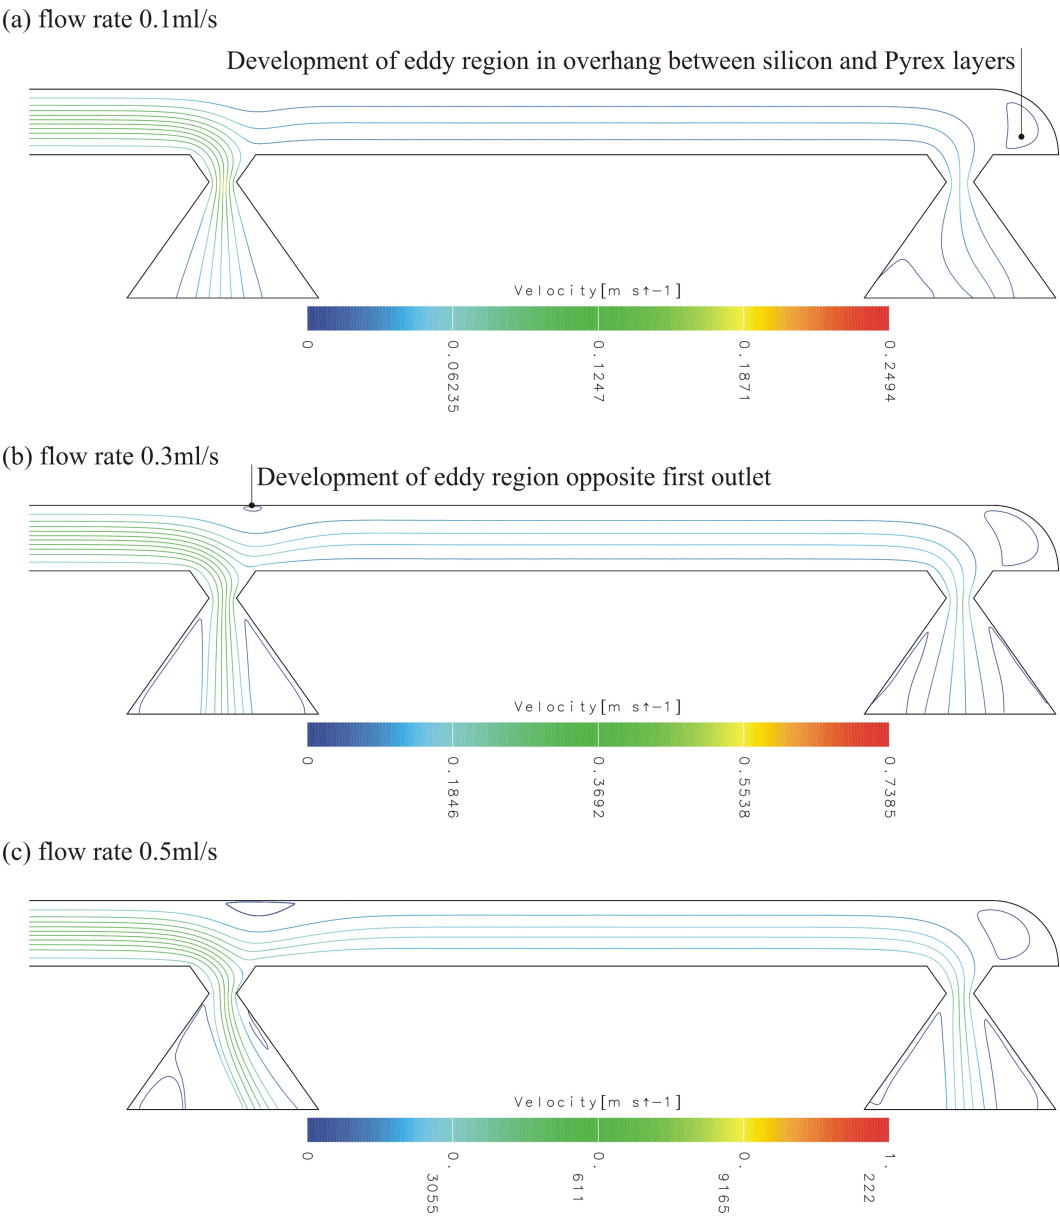 (a) flow rate 0.1ml/s
Development of eddy region in overhang between silicon and Pyrex layers
Velocity[m s↑−1]
0
0.06235
0.1247
0.1871
0.2494
(b) flow rate 0.3ml/s
Development of eddy region opposite first outlet
Velocity[m s↑−1]
0
0.1846
0.3692
0.5538
0.7385
(c) flow rate 0.5ml/s
Velocity[m s↑−1]
0
0.
3055
0.
611
0.
9165
1.
222